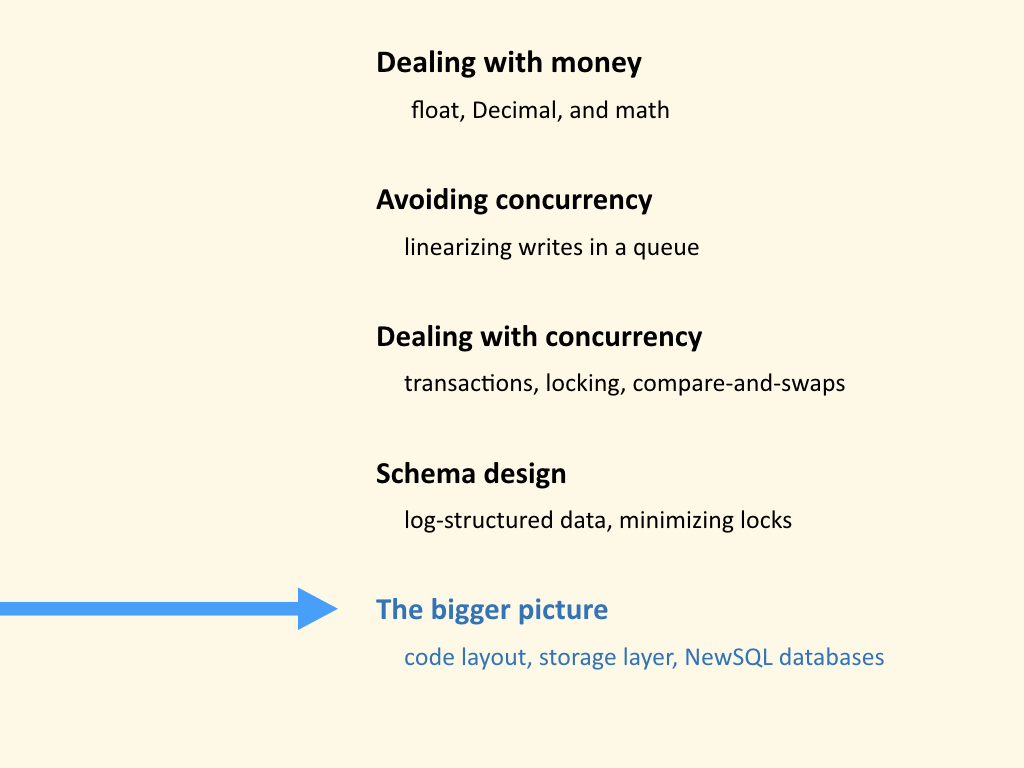 Dealing with money
float, Decimal, and math
Avoiding concurrency
linearizing writes in a queue
Dealing with concurrency
transactions, locking, compare-and-swaps
Schema design
log-structured data, minimizing locks
The bigger picture
code layout, storage layer, NewSQL databases